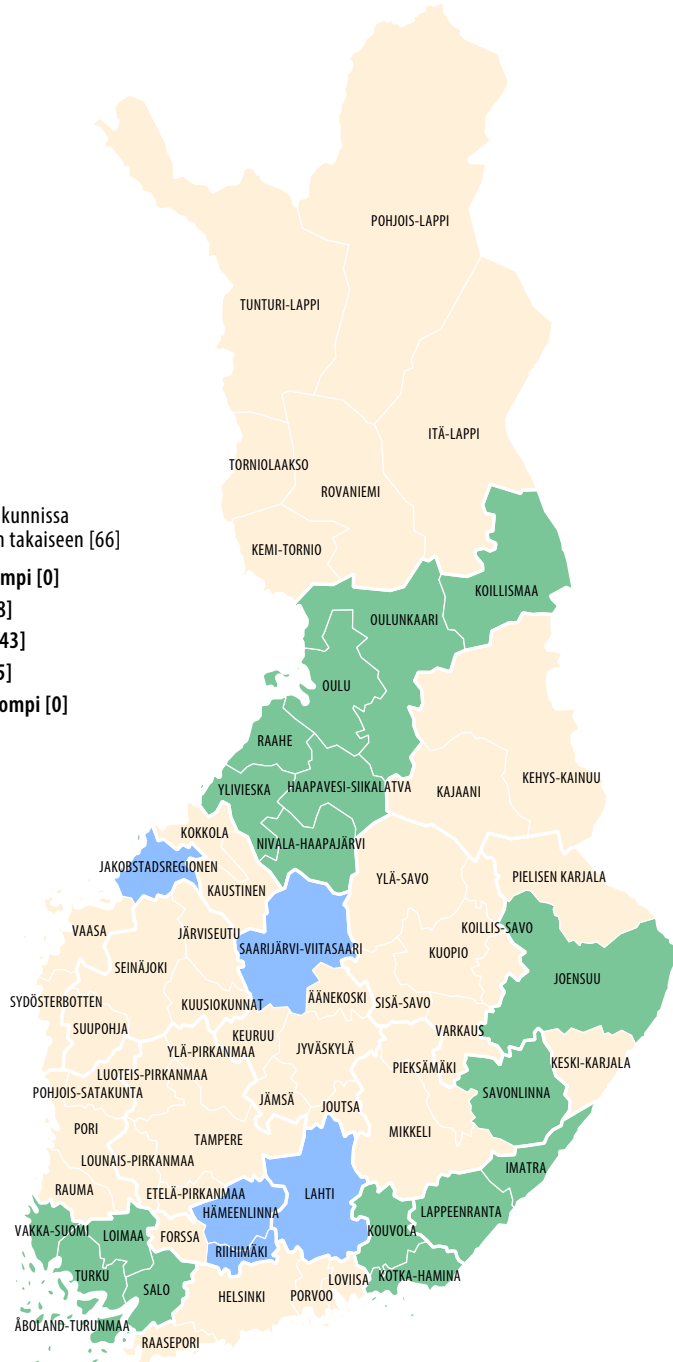 POHJOIS-LAPPI
TUNTURI-LAPPI
ITÄ-LAPPI
TORNIOLAAKSO
ROVANIEMI
kunnissa
n takaiseen [66]
KEMI-TORNIO
mpi [0]
KOILLISMAA
8]
OULUNKAARI
43]
5]
OULU
ompi [0]
RAAHE
KEHYS-KAINUU
YLIVIESKA
HAAPAVESI-SIIKALATVA
KAJAANI
KOKKOLA
NIVALA-HAAPAJÄRVI
JAKOBSTADSREGIONEN
YLÄ-SAVO
PIELISEN KARJALA
KAUSTINEN
VAASA
JÄRVISEUTU
KOILLIS-SAVO
SAARIJÄRVI-VIITASAARI
KUOPIO
SEINÄJOKI
JOENSUU
SYDÖSTERBOTTEN
KUUSIOKUNNAT
ÄÄNEKOSKI
SISÄ-SAVO
SUUPOHJA
KEURUU
VARKAUS
YLÄ-PIRKANMAA
JYVÄSKYLÄ
PIEKSÄMÄKI
KESKI-KARJALA
LUOTEIS-PIRKANMAA
POHJOIS-SATAKUNTA
JÄMSÄ
JOUTSA
SAVONLINNA
PORI
TAMPERE
MIKKELI
LOUNAIS-PIRKANMAA
IMATRA
RAUMA
ETELÄ-PIRKANMAA
LAHTI
HÄMEENLINNA
LAPPEENRANTA
VAKKA-SUOMI
LOIMAA
FORSSA
KOUVOLA
RIIHIMÄKI
TURKU
SALO
HELSINKI
PORVOO
LOVIISA
KOTKA-HAMINA
ÅBOLAND-TURUNMAA
RAASEPORI